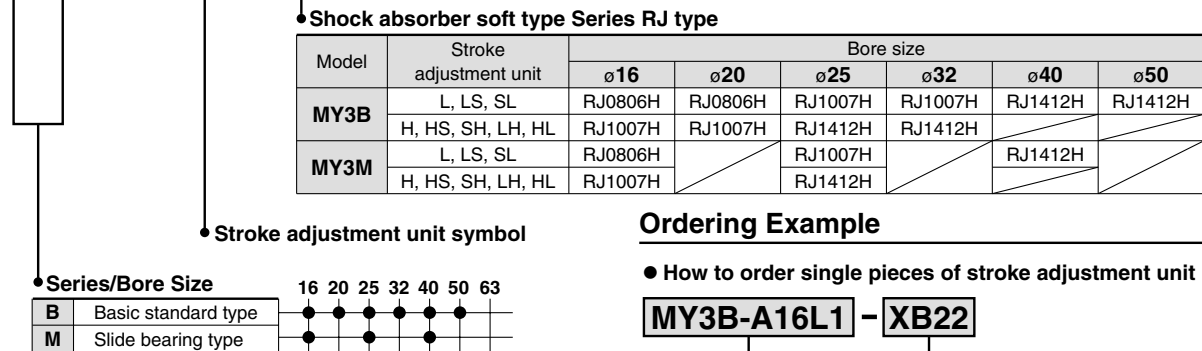 Shock absorber soft type Series RJ type
Model Stroke adjustment unit Bore size
ø16 ø20 ø25 ø32 ø40 ø50
MY3B L, LS, SL RJ0806H RJ0806H RJ1007H RJ1007H RJ1412H RJ1412H
H, HS, SH, LH, HL RJ1007H RJ1007H RJ1412H RJ1412H
MY3M L, LS, SL RJ0806H RJ1007H RJ1412H
H, HS, SH, LH, HL RJ1007H RJ1412H
Stroke adjustment unit symbol
Series/Bore Size 16 20 25 32 40 50 63
B Basic standard type
M Slide bearing type
Ordering Example
● How to order single pieces of stroke adjustment unit
MY3B-A16L1 - XB22